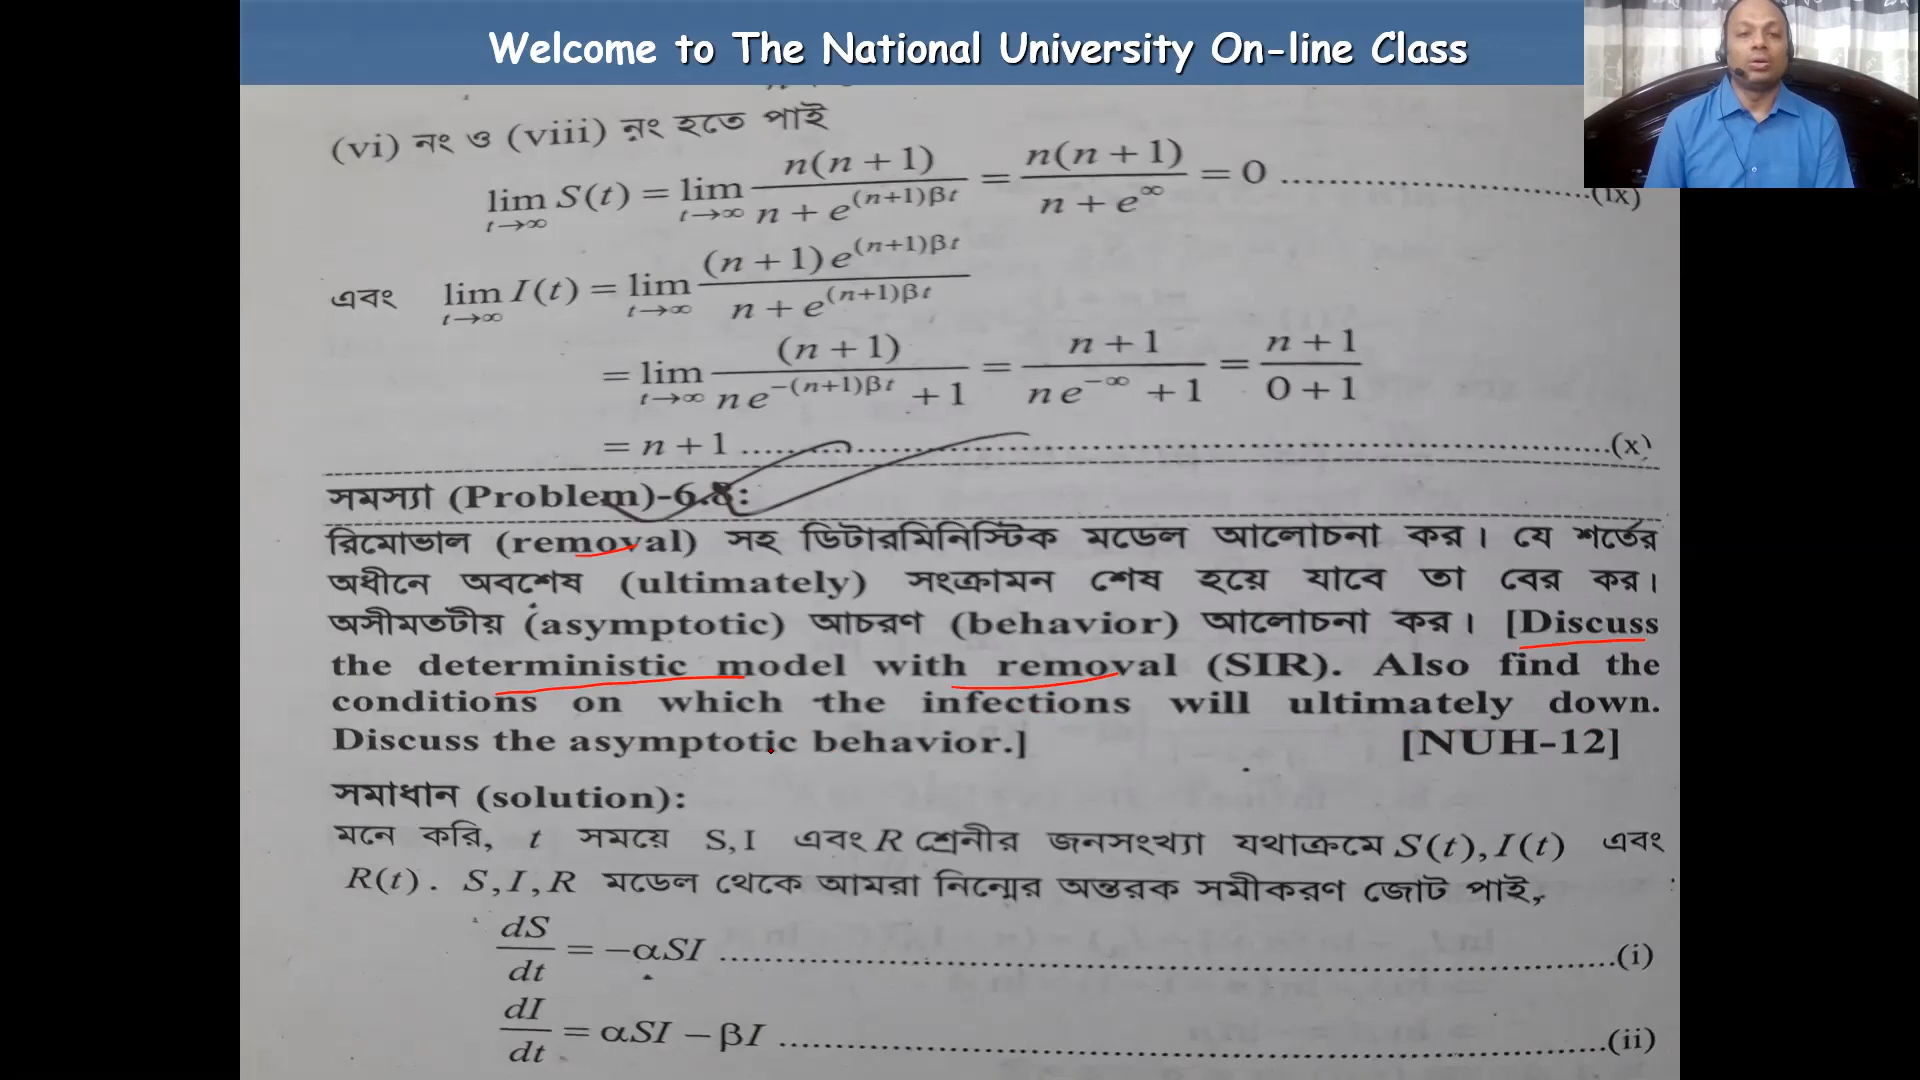 Welcome to The National University On-line Class
(vi) নং ও (viii) নং হতে পাই
lim S(t) = lim n(n + 1) / n + e^(n+1)βt = n(n + 1) / n + e^∞ = 0 ..............................(ix)
t→∞ t→∞
এবং lim I(t) = lim (n + 1) e^(n+1)βt / n + e^(n+1)βt
t→∞ t→∞
= lim (n + 1) / ne^-(n+1)βt + 1 = n + 1 / ne^-∞ + 1 = n + 1 / 0 + 1
t→∞
= n + 1 ..............................(x)
সমস্যা (Problem)-6.8:
রিমোভাল (removal) সহ ডিটারমিনিস্টিক মডেল আলোচনা কর। যে শর্তের
অধীনে অবশেষ (ultimately) সংক্রামন শেষ হয়ে যাবে তা বের কর।
অসীমতটীয় (asymptotic) আচরণ (behavior) আলোচনা কর। [Discuss
the deterministic model with removal (SIR). Also find the
conditions on which the infections will ultimately down.
Discuss the asymptotic behavior.] [NUH-12]
সমাধান (solution):
মনে করি, t সময়ে S, I এবং R শ্রেনীর জনসংখ্যা যথাক্রমে S(t), I(t) এবং
R(t). S, I, R মডেল থেকে আমরা নিন্মের অন্তরক সমীকরণ জোট পাই,
dS/dt = -αSI ..............................(i)
dI/dt = αSI - βI ..............................(ii)